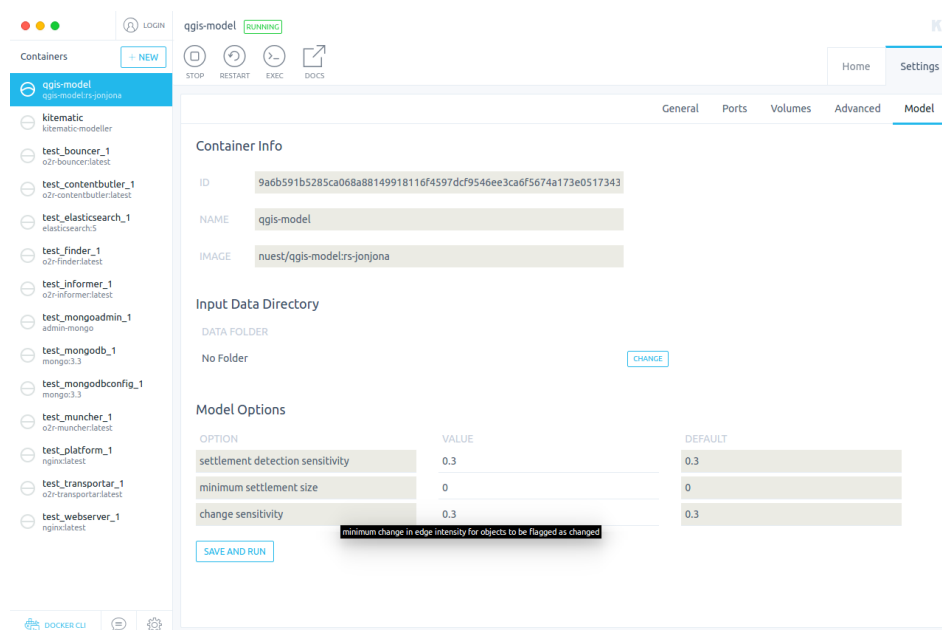 LOGIN
Containers
+ NEW
qgis-model
qgis-model:rs-jonjona
kitematic
kitematic-modeller
test_bouncer_1
o2r-bouncer:latest
test_contentbutler_1
o2r-contentbutler:latest
test_elasticsearch_1
elasticsearch:5
test_finder_1
o2r-finder:latest
test_informer_1
o2r-informer:latest
test_mongoadmin_1
admin-mongo
test_mongodb_1
mongo:3.3
test_mongodbconfig_1
mongo:3.3
test_muncher_1
o2r-muncher:latest
test_platform_1
nginx:latest
test_transportar_1
o2r-transportar:latest
test_webserver_1
nginx:latest
DOCKER CLI
qgis-model RUNNING
STOP RESTART EXEC DOCS
Home Settings
General Ports Volumes Advanced Model
Container Info
ID 9a6b591b5285ca068a88149918116f4597dcf9546ee3ca6f5674a173e0517343
NAME qgis-model
IMAGE nuest/qgis-model:rs-jonjona
Input Data Directory
DATA FOLDER
No Folder CHANGE
Model Options
OPTION VALUE DEFAULT
settlement detection sensitivity 0.3 0.3
minimum settlement size 0 0
change sensitivity 0.3 0.3
minimum change in edge intensity for objects to be flagged as changed
SAVE AND RUN